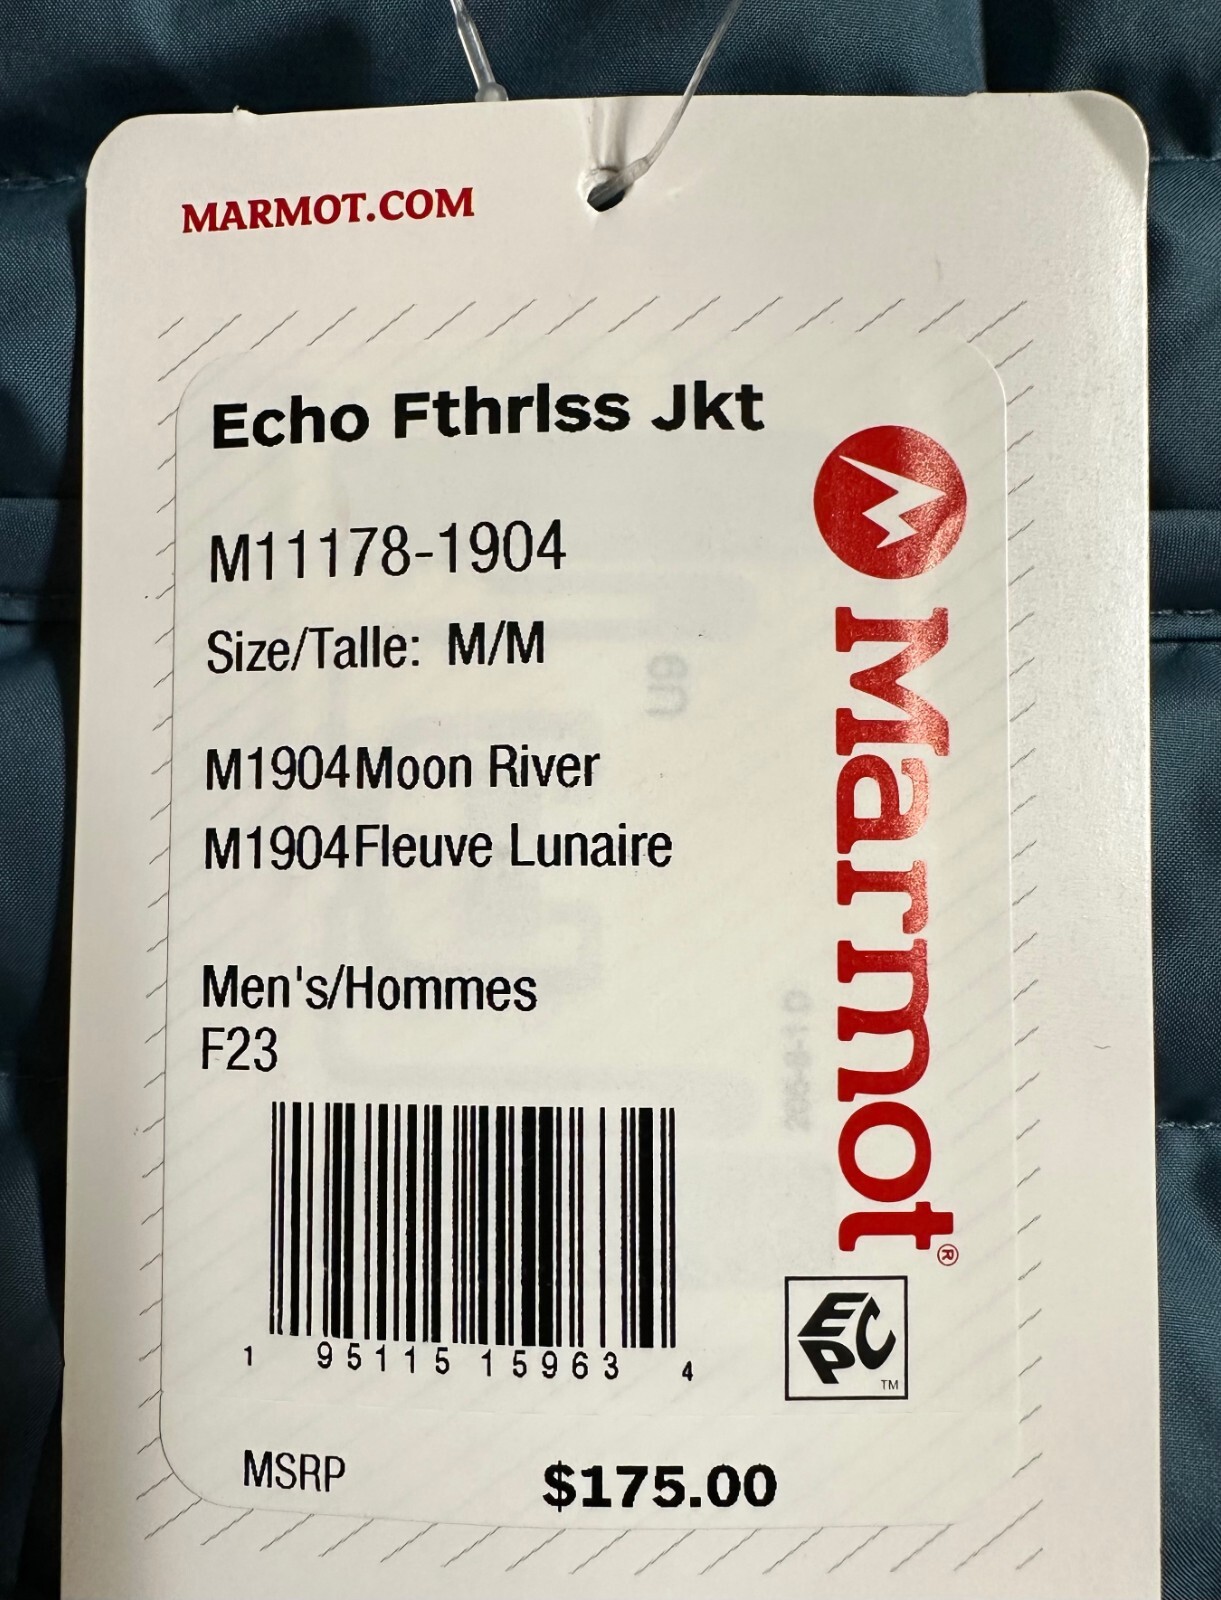 MARMOT.COM
Echo Fthrlss Jkt
M11178-1904
Size/Talle: M/M
M1904Moon River
M1904Fleuve Lunaire
Men's/Hommes
F23
1 95115 15963 4
MSRP $175.00
Marmot®
EPC™